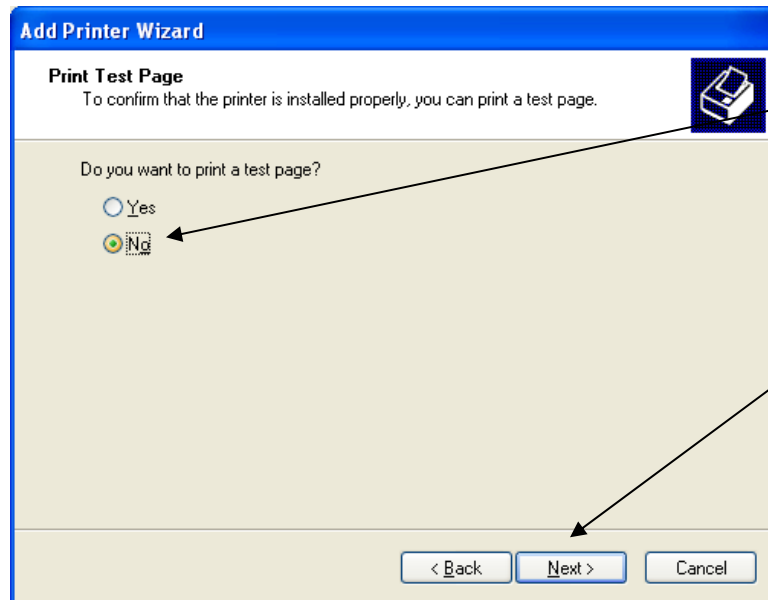 Add Printer Wizard
Print Test Page
To confirm that the printer is installed properly, you can print a test page.
Do you want to print a test page?
Yes
No
< Back
Next >
Cancel